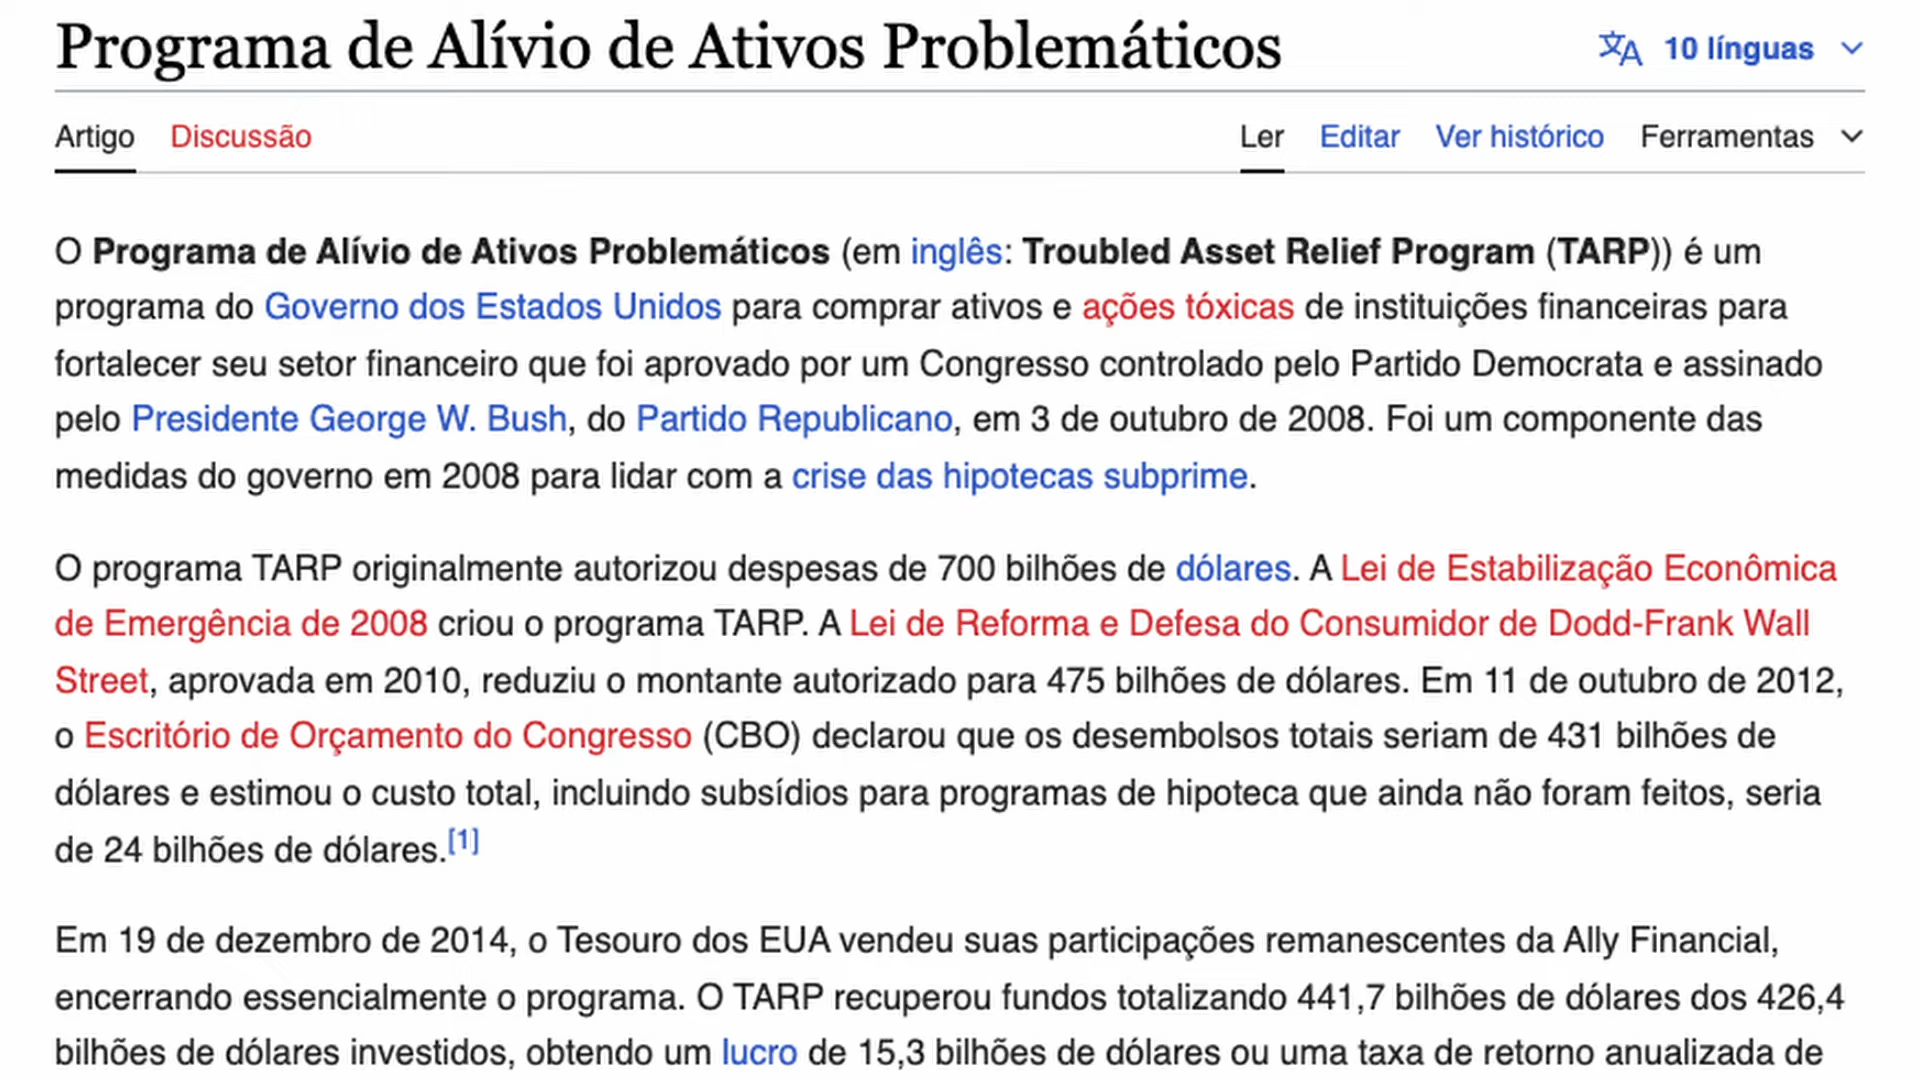 Programa de Alívio de Ativos Problemáticos
10 línguas
Artigo Discussão Ler Editar Ver histórico Ferramentas
O Programa de Alívio de Ativos Problemáticos (em inglês: Troubled Asset Relief Program (TARP)) é um
programa do Governo dos Estados Unidos para comprar ativos e ações tóxicas de instituições financeiras para
fortalecer seu setor financeiro que foi aprovado por um Congresso controlado pelo Partido Democrata e assinado
pelo Presidente George W. Bush, do Partido Republicano, em 3 de outubro de 2008. Foi um componente das
medidas do governo em 2008 para lidar com a crise das hipotecas subprime.
O programa TARP originalmente autorizou despesas de 700 bilhões de dólares. A Lei de Estabilização Econômica
de Emergência de 2008 criou o programa TARP. A Lei de Reforma e Defesa do Consumidor de Dodd-Frank Wall
Street, aprovada em 2010, reduziu o montante autorizado para 475 bilhões de dólares. Em 11 de outubro de 2012,
o Escritório de Orçamento do Congresso (CBO) declarou que os desembolsos totais seriam de 431 bilhões de
dólares e estimou o custo total, incluindo subsídios para programas de hipoteca que ainda não foram feitos, seria
de 24 bilhões de dólares.[1]
Em 19 de dezembro de 2014, o Tesouro dos EUA vendeu suas participações remanescentes da Ally Financial,
encerrando essencialmente o programa. O TARP recuperou fundos totalizando 441,7 bilhões de dólares dos 426,4
bilhões de dólares investidos, obtendo um lucro de 15,3 bilhões de dólares ou uma taxa de retorno anualizada de